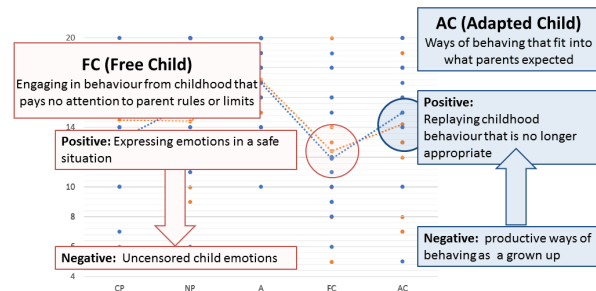 20
FC (Free Child)
Engaging in behaviour from childhood that
pays no attention to parent rules or limits
AC (Adapted Child)
Ways of behaving that fit into
what parents expected
Positive:
Replaying childhood
behaviour that is no longer
appropriate
14
Positive: Expressing emotions in a safe
situation
10
8
Negative: Uncensored child emotions
Negative: productive ways of
behaving as a grown up
4
CP NP A FC AC